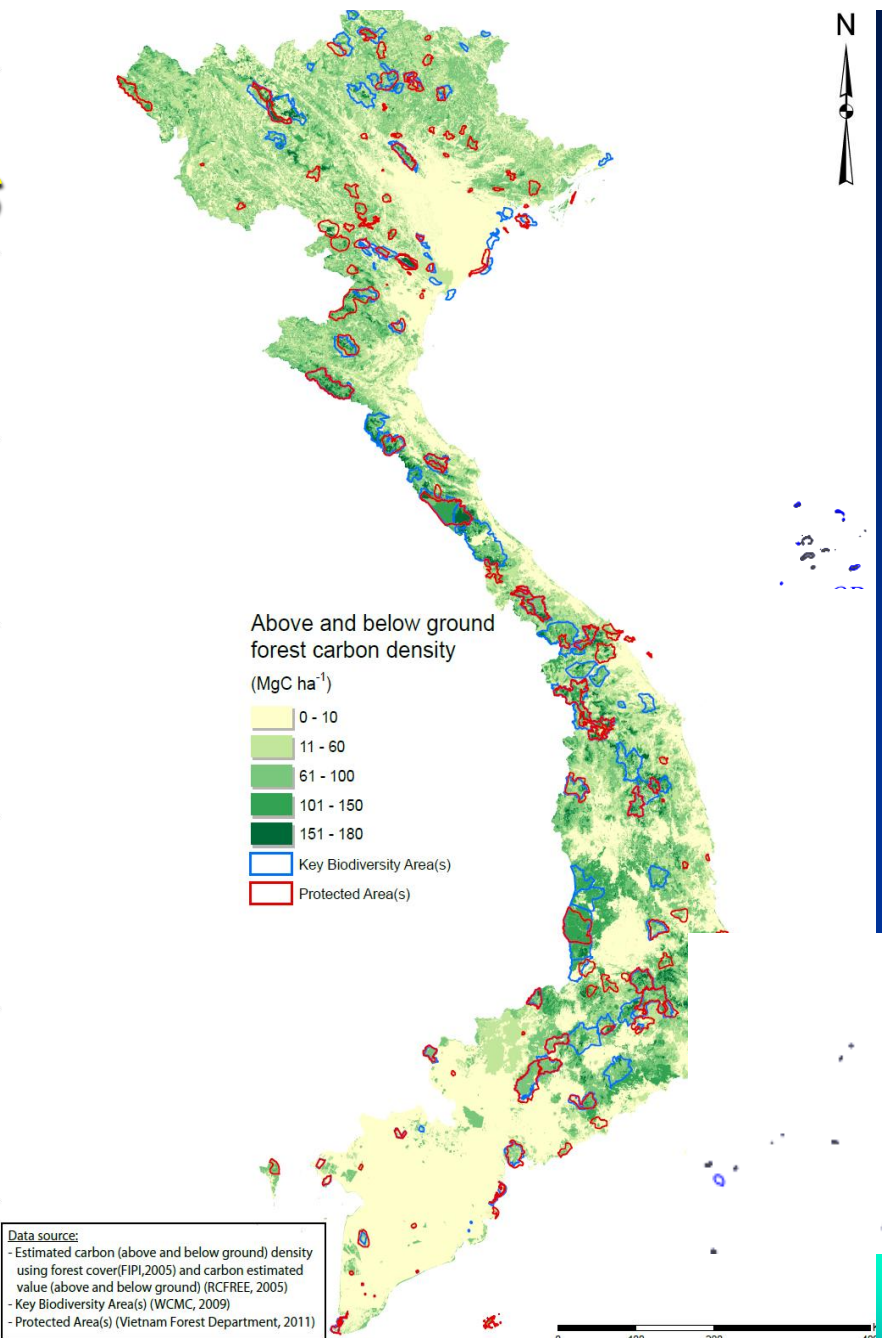 N
Above and below ground
forest carbon density
(MgC ha-1)
0 - 10
11 - 60
61 - 100
101 - 150
151 - 180
Key Biodiversity Area(s)
Protected Area(s)
Data source:
- Estimated carbon (above and below ground) density
using forest cover(FIPI,2005) and carbon estimated
value (above and below ground) (RCFREE, 2005)
- Key Biodiversity Area(s) (WCMC, 2009)
- Protected Area(s) (Vietnam Forest Department, 2011)